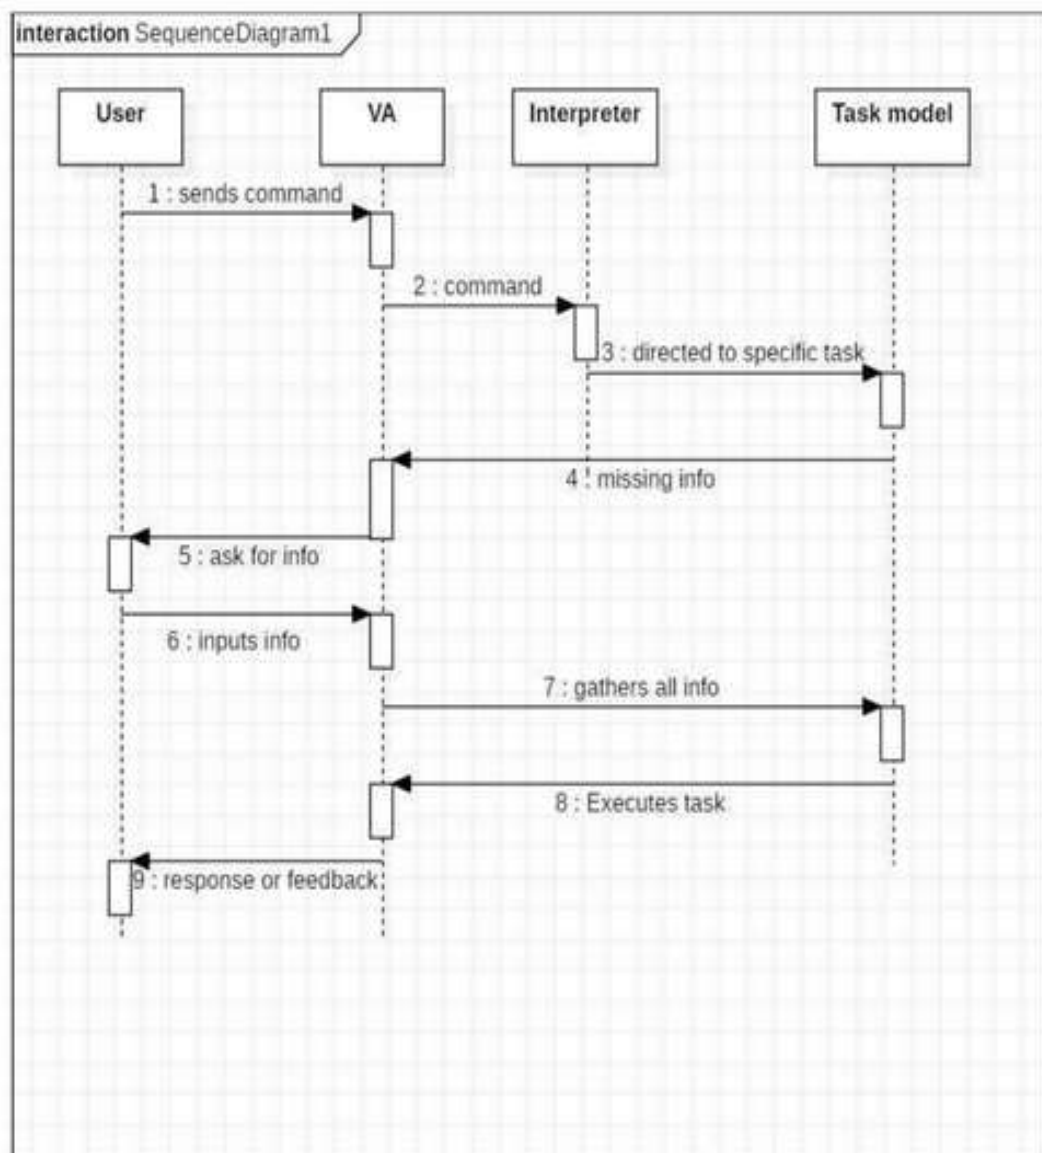 interaction SequenceDiagram1
User
VA
Interpreter
Task model
1 : sends command
2 : command
3 : directed to specific task
4 : missing info
5 : ask for info
6 : inputs info
7 : gathers all info
8 : Executes task
9 : response or feedback